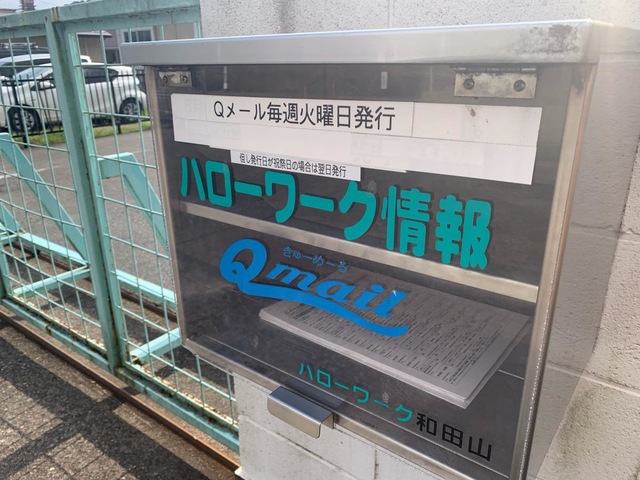 Qメール毎週火曜日発行
但し発行日が祝祭日の場合は翌日発行
ハローワーク情報
きゅーめーる
Qmail
ハローワーク和田山